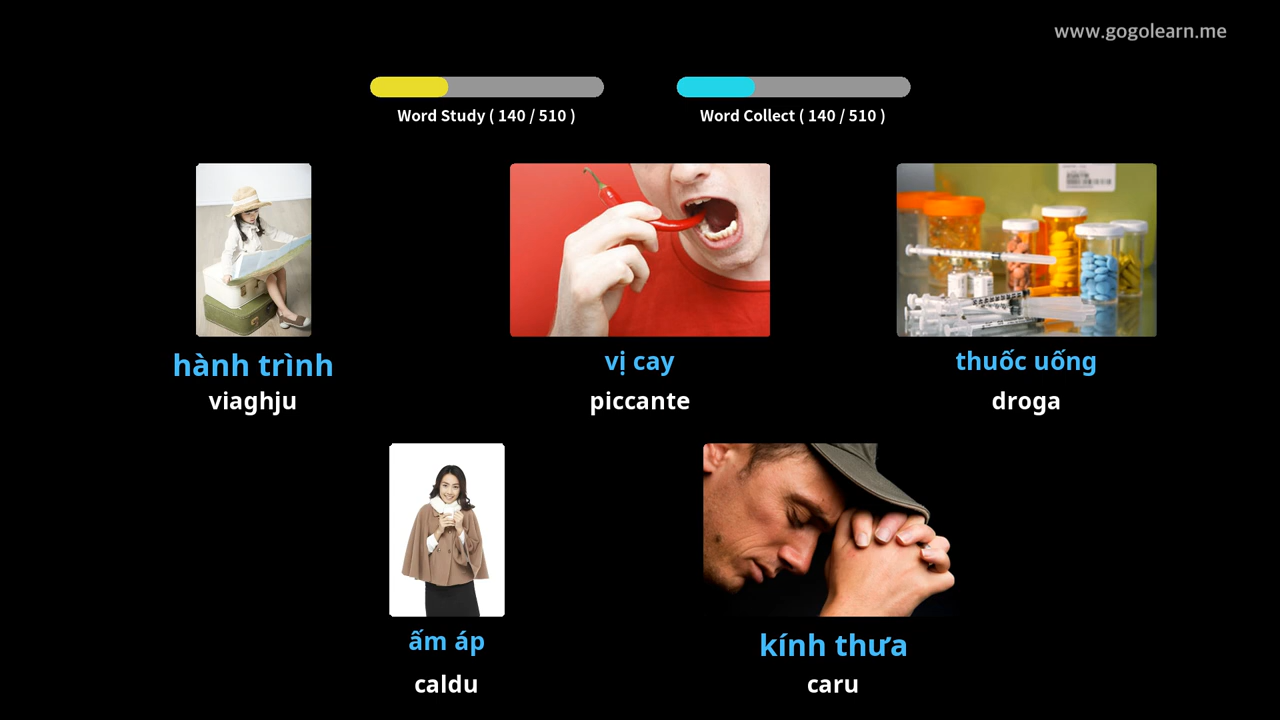 www.gogolearn.me
Word Study ( 140 / 510 )
Word Collect ( 140 / 510 )
hành trình
viaghju
vị cay
piccante
thuốc uống
droga
ấm áp
caldu
kính thưa
caru